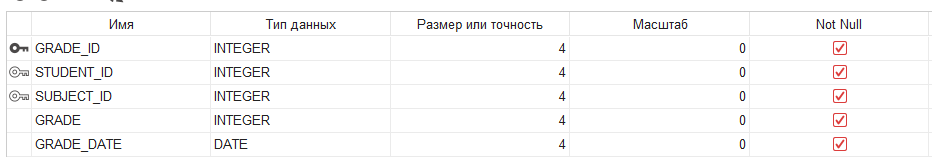 Имя Тип данных Размер или точность Масштаб Not Null
GRADE_ID INTEGER 4 0
STUDENT_ID INTEGER 4 0
SUBJECT_ID INTEGER 4 0
GRADE INTEGER 4 0
GRADE_DATE DATE 4 0